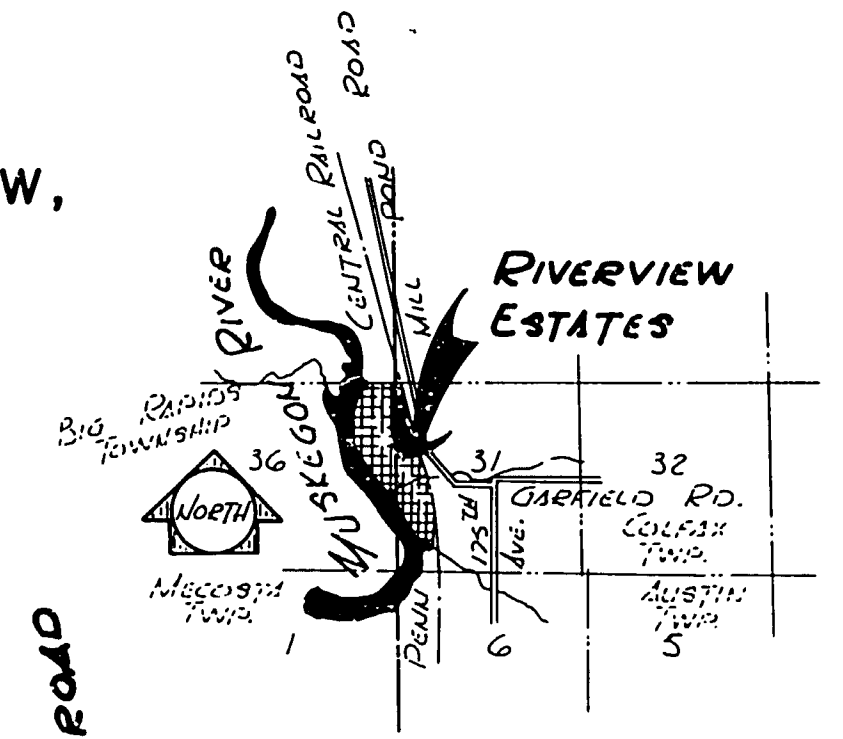 W,
ROAD
POND
MILL
PENN CENTRAL RAILROAD
MUSKEGON RIVER
RIVERVIEW
ESTATES
BIG RAPIDS
TOWNSHIP
36
31
32
NORTH
175TH
AVE.
GARFIELD RD.
COLFAX
TWP.
MECOSTA
TWP.
AUSTIN
TWP.
1
6
5
ROAD